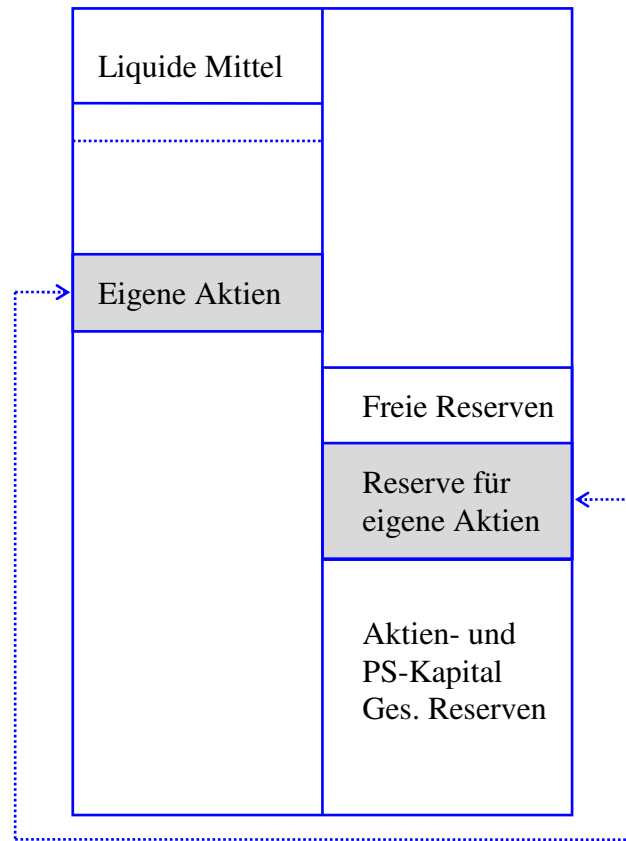 Liquide Mittel
Eigene Aktien
Freie Reserven
Reserve für
eigene Aktien
Aktien- und
PS-Kapital
Ges. Reserven